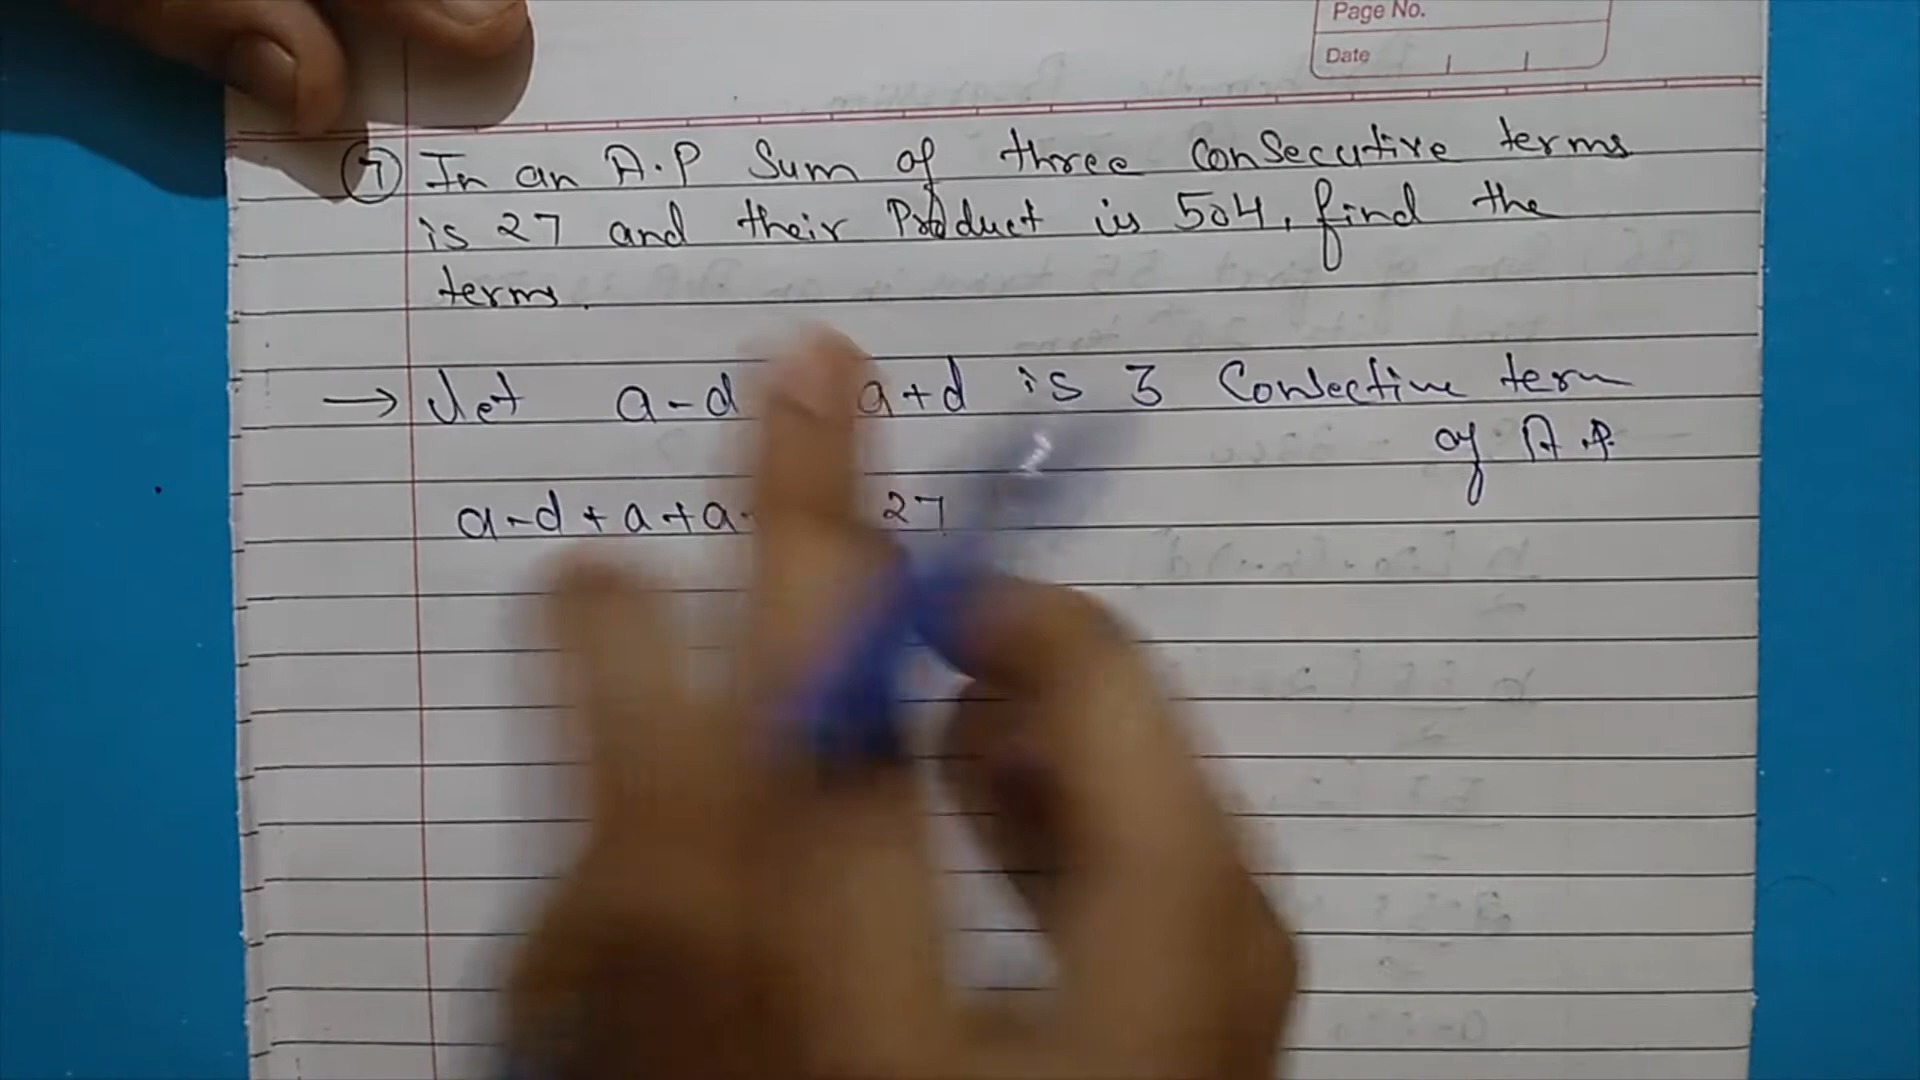 Page No.
Date
7 In an A.P Sum of three Consecutive terms
is 27 and their Product is 504, find the
terms.
→ Let a-d a+d is 3 Consective term
of A.P.
a-d+a+a 27